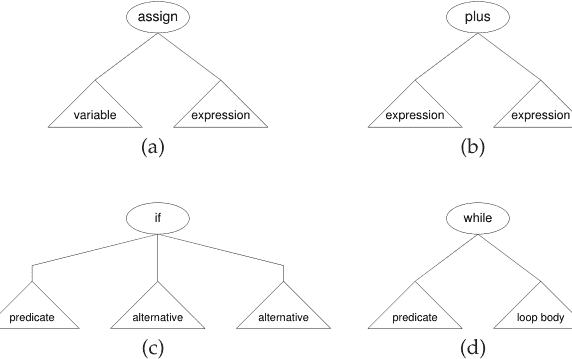 assign
plus
variable
expression
expression
expression
(a)
(b)
if
while
predicate
alternative
alternative
predicate
loop body
(c)
(d)